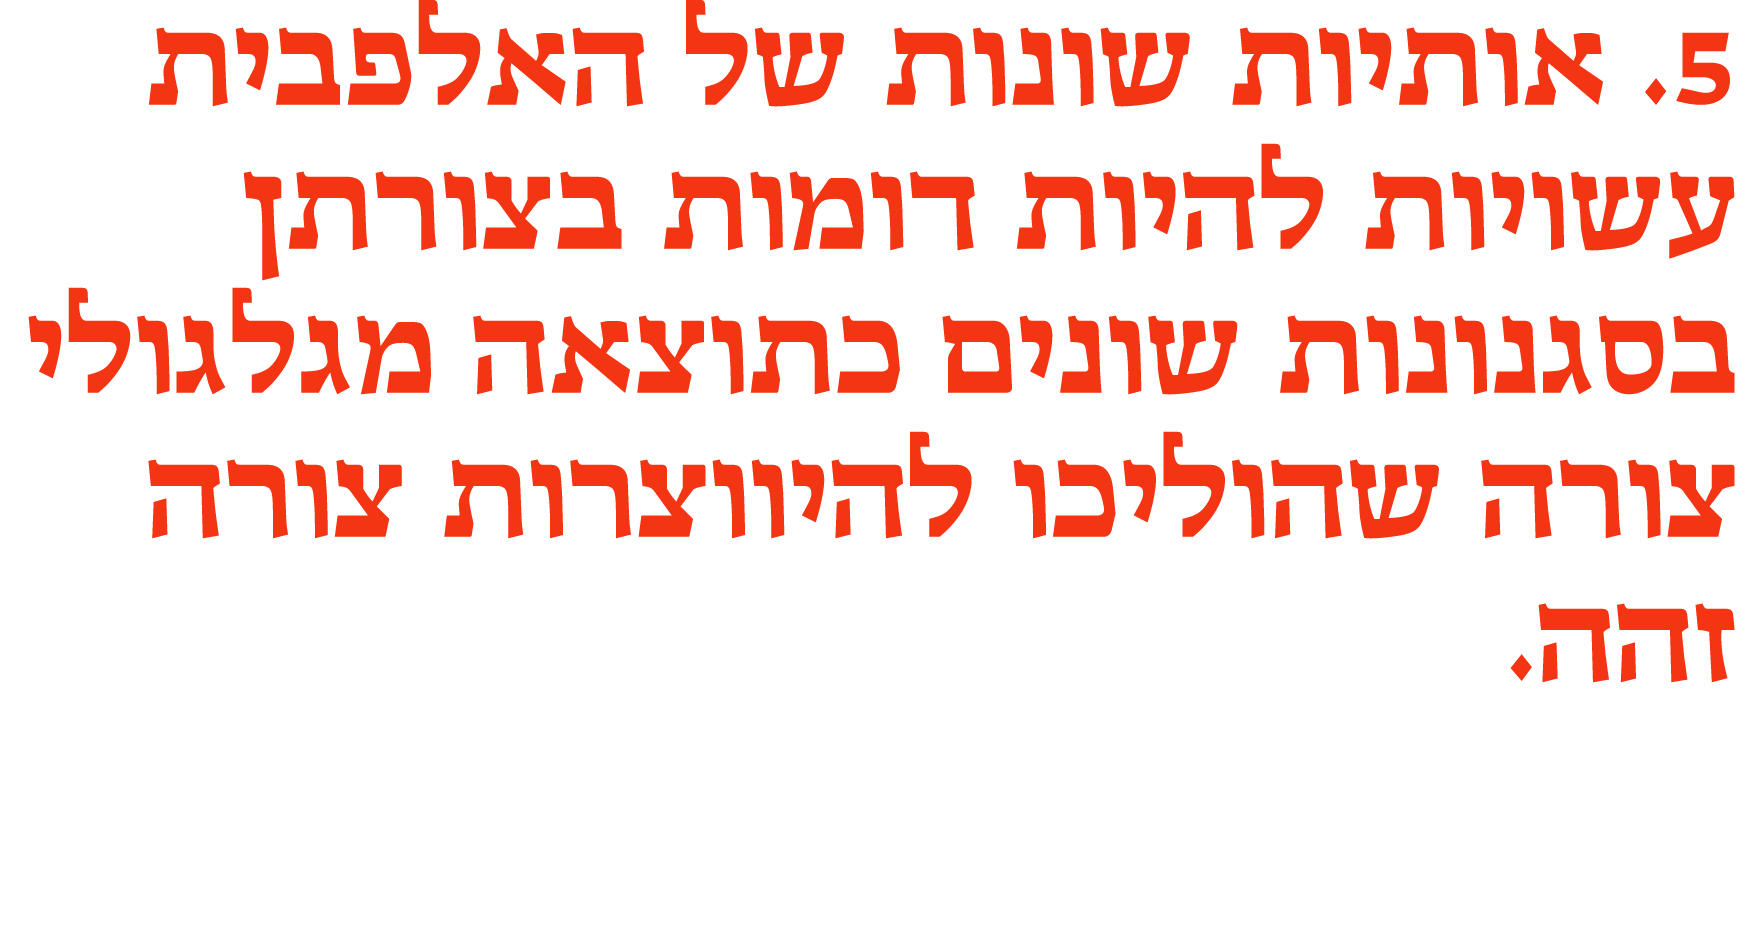 5. אותיות שונות של האלפבית
עשויות להיות דומות בצורתן
בסגנונות שונים כתוצאה מגלגולי
צורה שהוליכו להיווצרות צורה
זהה.